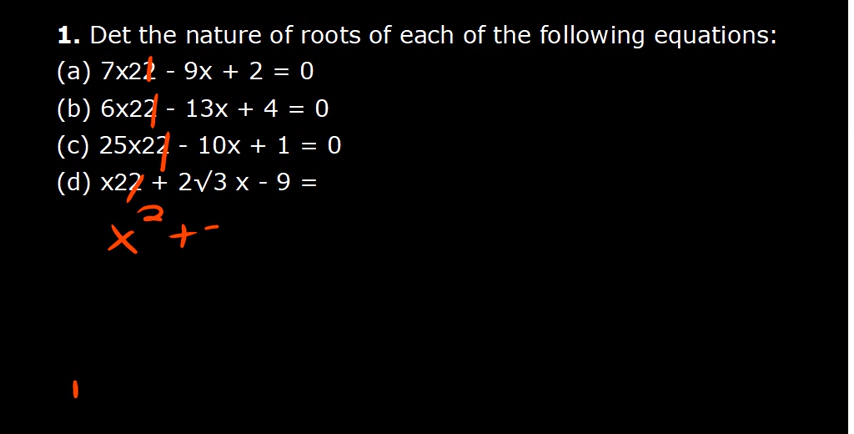 1. Det the nature of roots of each of the following equations:
(a) 7x22 - 9x + 2 = 0
(b) 6x22 - 13x + 4 = 0
(c) 25x22 - 10x + 1 = 0
(d) x22 + 2√3 x - 9 =
x² + -